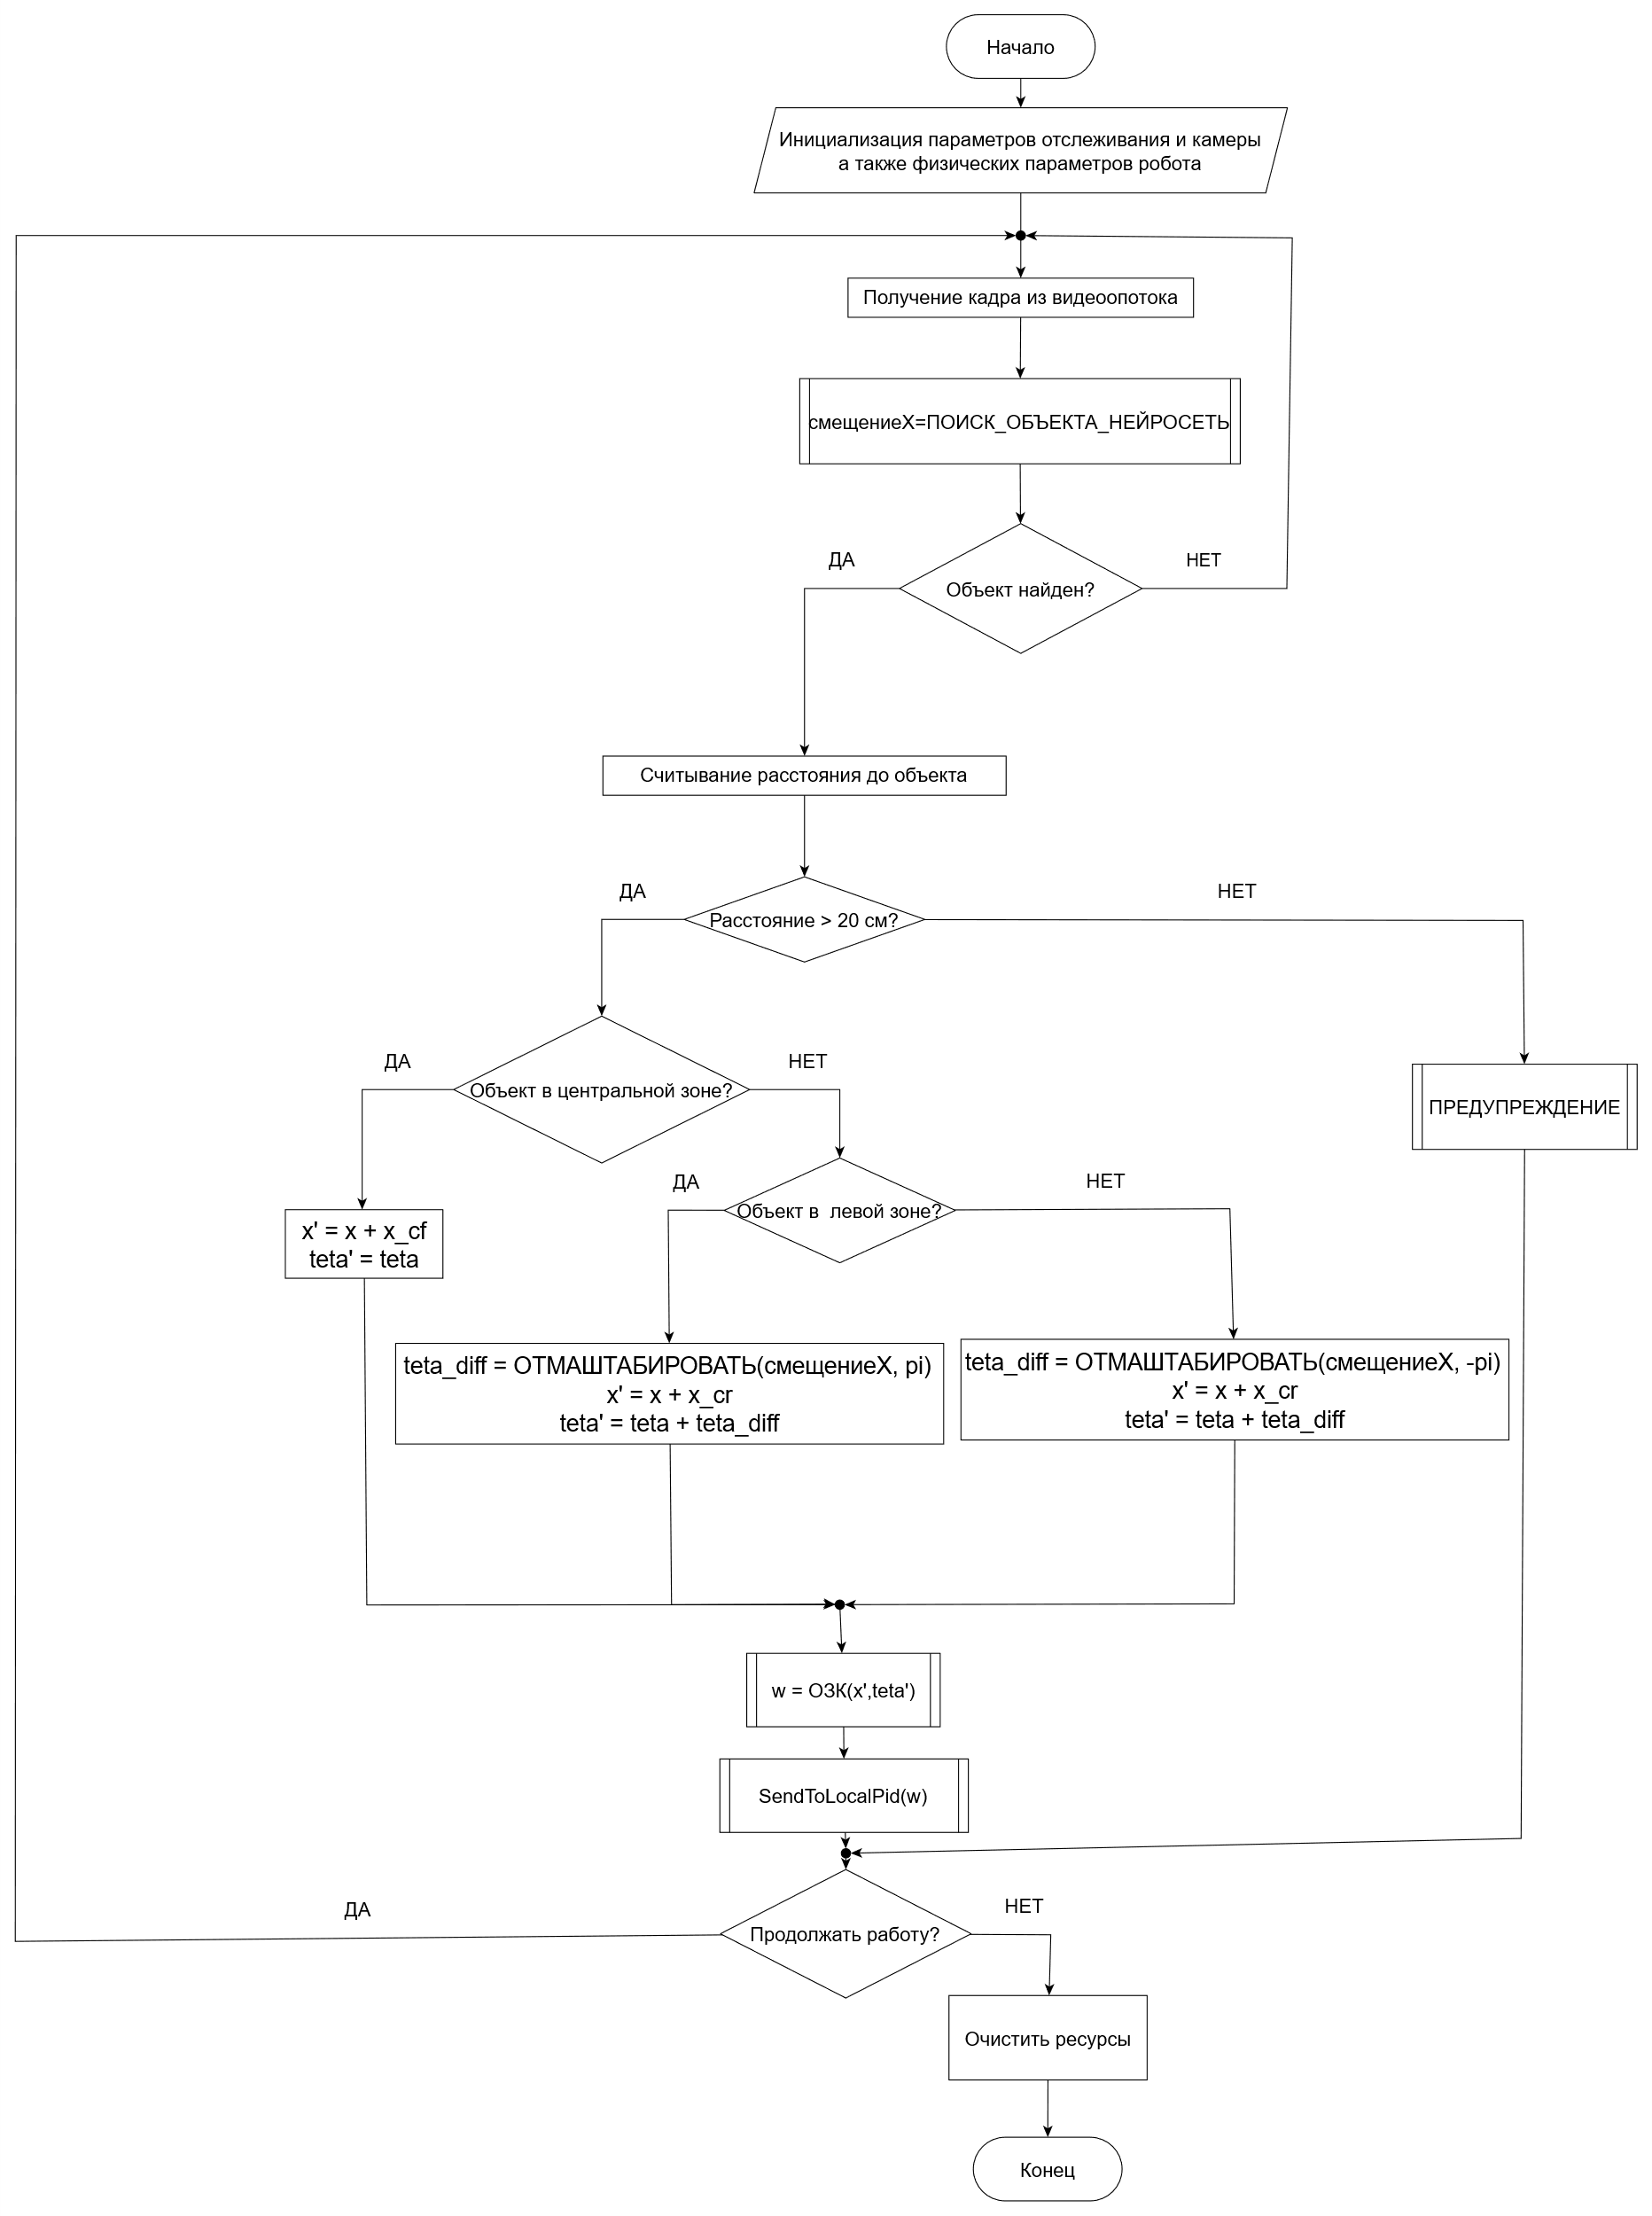 Начало
Инициализация параметров отслеживания и камеры
а также физических параметров робота
Получение кадра из видеоопотока
смещениеX=ПОИСК_ОБЪЕКТА_НЕЙРОСЕТЬ
ДА
НЕТ
Объект найден?
Считывание расстояния до объекта
ДА
НЕТ
Расстояние > 20 см?
ДА
НЕТ
Объект в центральной зоне?
ПРЕДУПРЕЖДЕНИЕ
ДА
НЕТ
Объект в  левой зоне?
x' = x + x_cf
teta' = teta
teta_diff = ОТМАШТАБИРОВАТЬ(смещениеX, pi)
x' = x + x_cr
teta' = teta + teta_diff
teta_diff = ОТМАШТАБИРОВАТЬ(смещениеX, -pi)
x' = x + x_cr
teta' = teta + teta_diff
w = ОЗК(x',teta')
SendToLocalPid(w)
ДА
НЕТ
Продолжать работу?
Очистить ресурсы
Конец